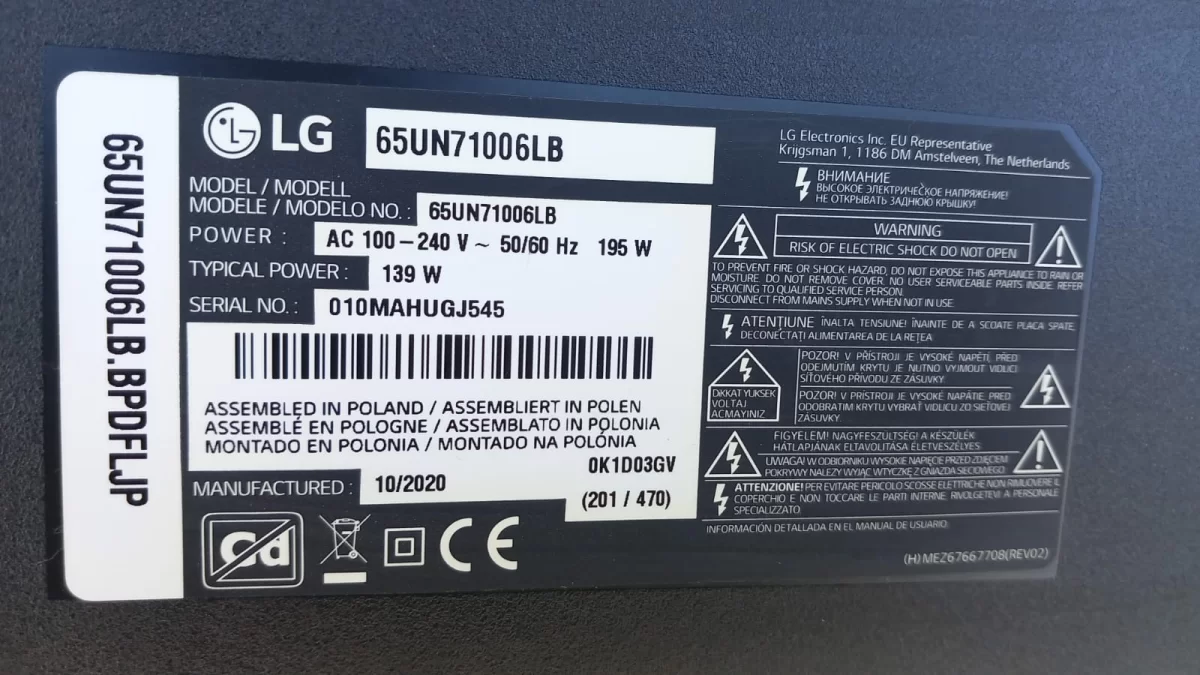 65UN71006LB.BPDFLJP
LG
65UN71006LB
MODEL / MODELL
MODELE / MODELO NO. : 65UN71006LB
POWER : AC 100 – 240 V ~ 50/60 Hz 195 W
TYPICAL POWER : 139 W
SERIAL NO. : 010MAHUGJ545
ASSEMBLED IN POLAND / ASSEMBLIERT IN POLEN
ASSEMBLÉ EN POLOGNE / ASSEMBLATO IN POLONIA
MONTADO EN POLONIA / MONTADO NA POLÓNIA
0K1D03GV
MANUFACTURED : 10/2020
(201 / 470)
Cd
CE
LG Electronics Inc. EU Representative
Krijgsman 1, 1186 DM Amstelveen, The Netherlands
ВНИМАНИЕ
ВЫСОКОЕ ЭЛЕКТРИЧЕСКОЕ НАПРЯЖЕНИЕ!
НЕ ОТКРЫВАТЬ ЗАДНЮЮ КРЫШКУ!
WARNING
RISK OF ELECTRIC SHOCK DO NOT OPEN
TO PREVENT FIRE OR SHOCK HAZARD, DO NOT EXPOSE THIS APPLIANCE TO RAIN OR
MOISTURE. DO NOT REMOVE COVER. NO USER SERVICEABLE PARTS INSIDE. REFER
SERVICING TO QUALIFIED SERVICE PERSON.
DISCONNECT FROM MAINS SUPPLY WHEN NOT IN USE.
ATENȚIUNE ÎNALTA TENSIUNE! ÎNAINTE DE A SCOATE PLACA SPATE,
DECONECTAȚI ALIMENTAREA DE LA REȚEA
DIKKAT YUKSEK
VOLTAJ
ACMAYINIZ
POZOR! V PŘÍSTROJI JE VYSOKÉ NAPĚTÍ, PŘED
ODEJMUTÍM KRYTU JE NUTNO VYJMOUT VIDLICI
SÍŤOVÉHO PŘÍVODU ZE ZÁSUVKY.
POZOR! V PRÍSTROJI JE VYSOKÉ NAPÄTIE, PRED
ODOBRATIM KRYTU VYBRAŤ VIDLICU ZO SIEŤOVEJ
ZÁSUVKY.
FIGYELEM! NAGYFESZÜLTSÉG! A KÉSZÜLÉK
HÁTLAPJÁNAK ELTÁVOLÍTÁSA ÉLETVESZÉLYES.
UWAGA! W ODBIORNIKU WYSOKIE NAPIĘCIE PRZED ZDJĘCIEM
POKRYWY NALEŻY WYJĄĆ WTYCZKĘ Z GNIAZDA SIECIOWEGO.
ATTENZIONE! PER EVITARE PERICOLO SCOSSE ELETTRICHE NON RIMUOVERE IL
COPERCHIO E NON TOCCARE LE PARTI INTERNE. RIVOLGETEVI A PERSONALE
SPECIALIZZATO.
INFORMACIÓN DETALLADA EN EL MANUAL DE USUARIO.
(H) MEZ67667708(REV02)